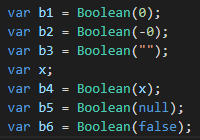 var b1 = Boolean(0);
var b2 = Boolean(-0);
var b3 = Boolean("");
var x;
var b4 = Boolean(x);
var b5 = Boolean(null);
var b6 = Boolean(false);